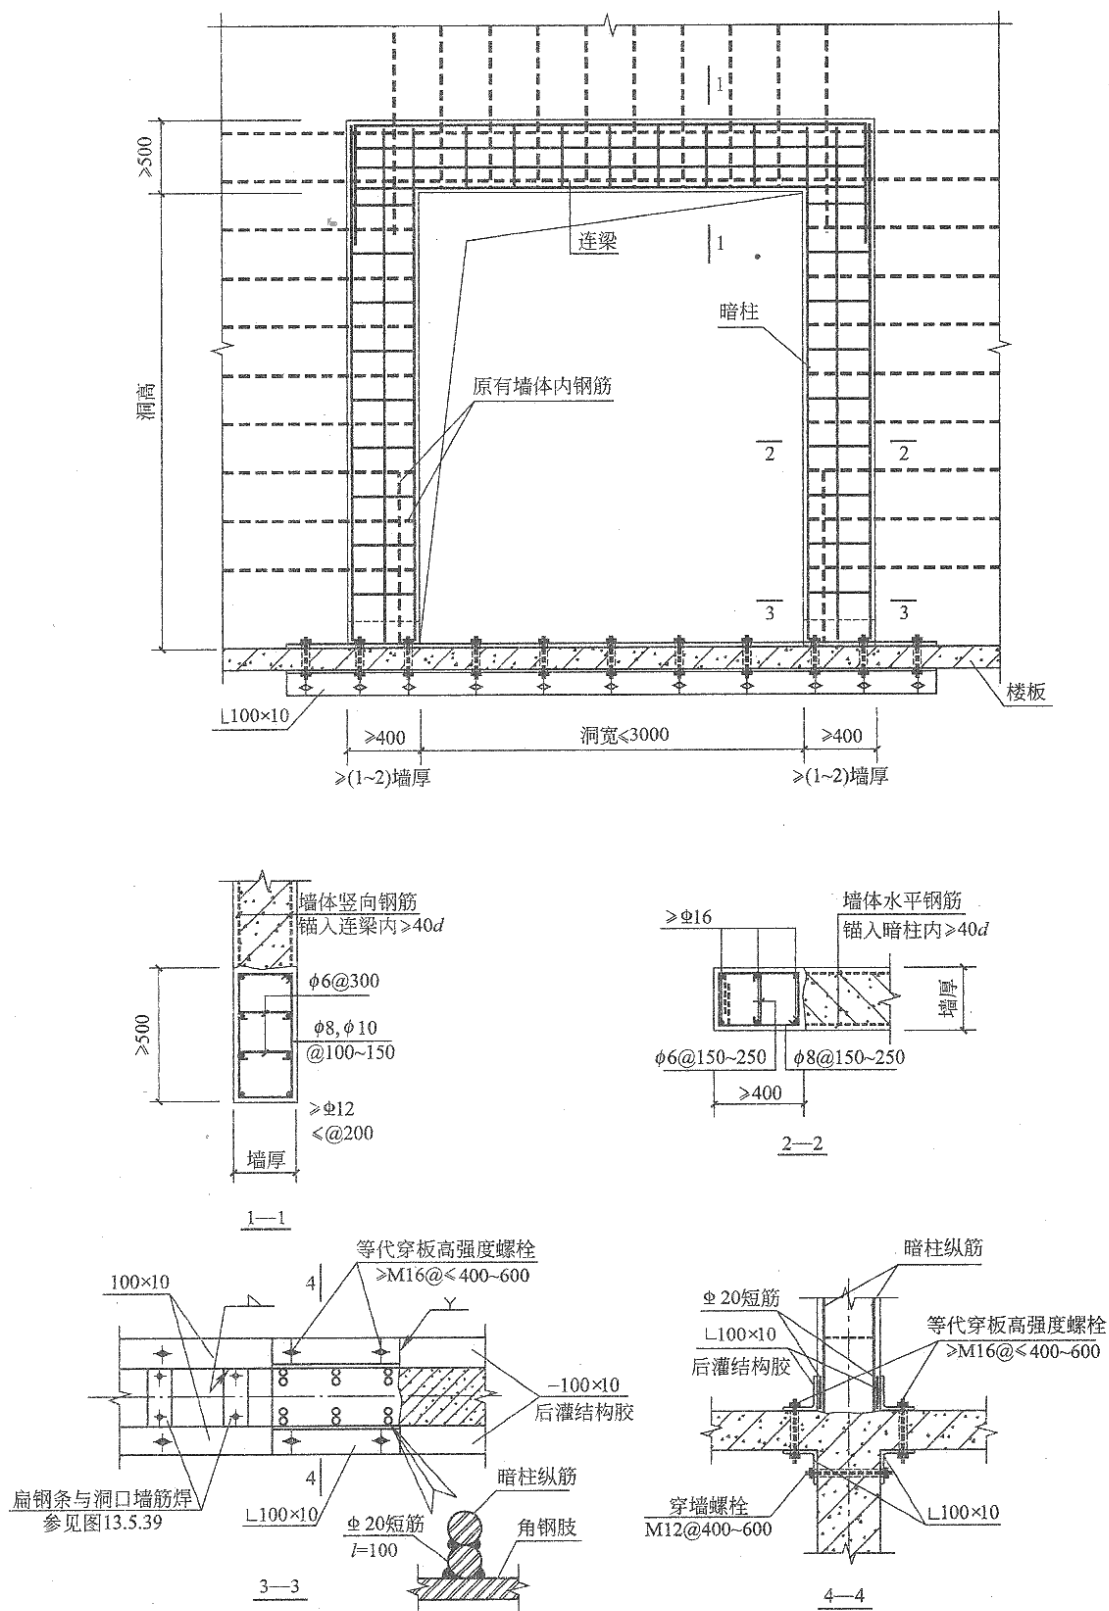 1
≥500
连梁
1
暗柱
洞高
原有墙体内钢筋
2
2
3
3
∟100×10
楼板
≥400
洞宽≤3000
≥400
≥(1~2)墙厚
≥(1~2)墙厚
墙体竖向钢筋
锚入连梁内≥40d
ϕ6@300
≥500
ϕ8,ϕ10
@100~150
≥Φ12
≤@200
墙厚
1—1
≥Φ16
墙体水平钢筋
锚入暗柱内≥40d
墙厚
ϕ6@150~250
ϕ8@150~250
≥400
2—2
等代穿板高强度螺栓
≥M16@≤400~600
100×10
4
−100×10
后灌结构胶
4
扁钢条与洞口墙筋焊
参见图13.5.39
∟100×10
暗柱纵筋
Φ20短筋
l=100
角钢肢
3—3
暗柱纵筋
Φ20短筋
∟100×10
后灌结构胶
等代穿板高强度螺栓
≥M16@≤400~600
穿墙螺栓
M12@400~600
∟100×10
4—4